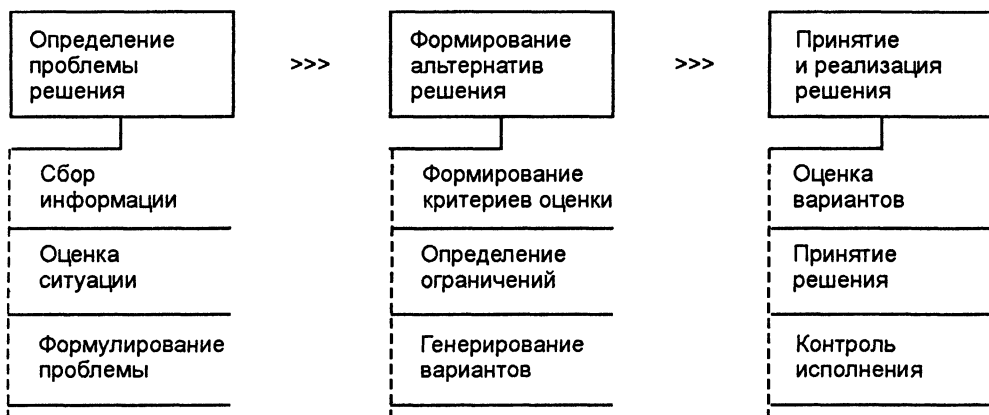 Определение
проблемы
решения
>>>
Формирование
альтернатив
решения
>>>
Принятие
и реализация
решения
Сбор
информации
Оценка
ситуации
Формулирование
проблемы
Формирование
критериев оценки
Определение
ограничений
Генерирование
вариантов
Оценка
вариантов
Принятие
решения
Контроль
исполнения